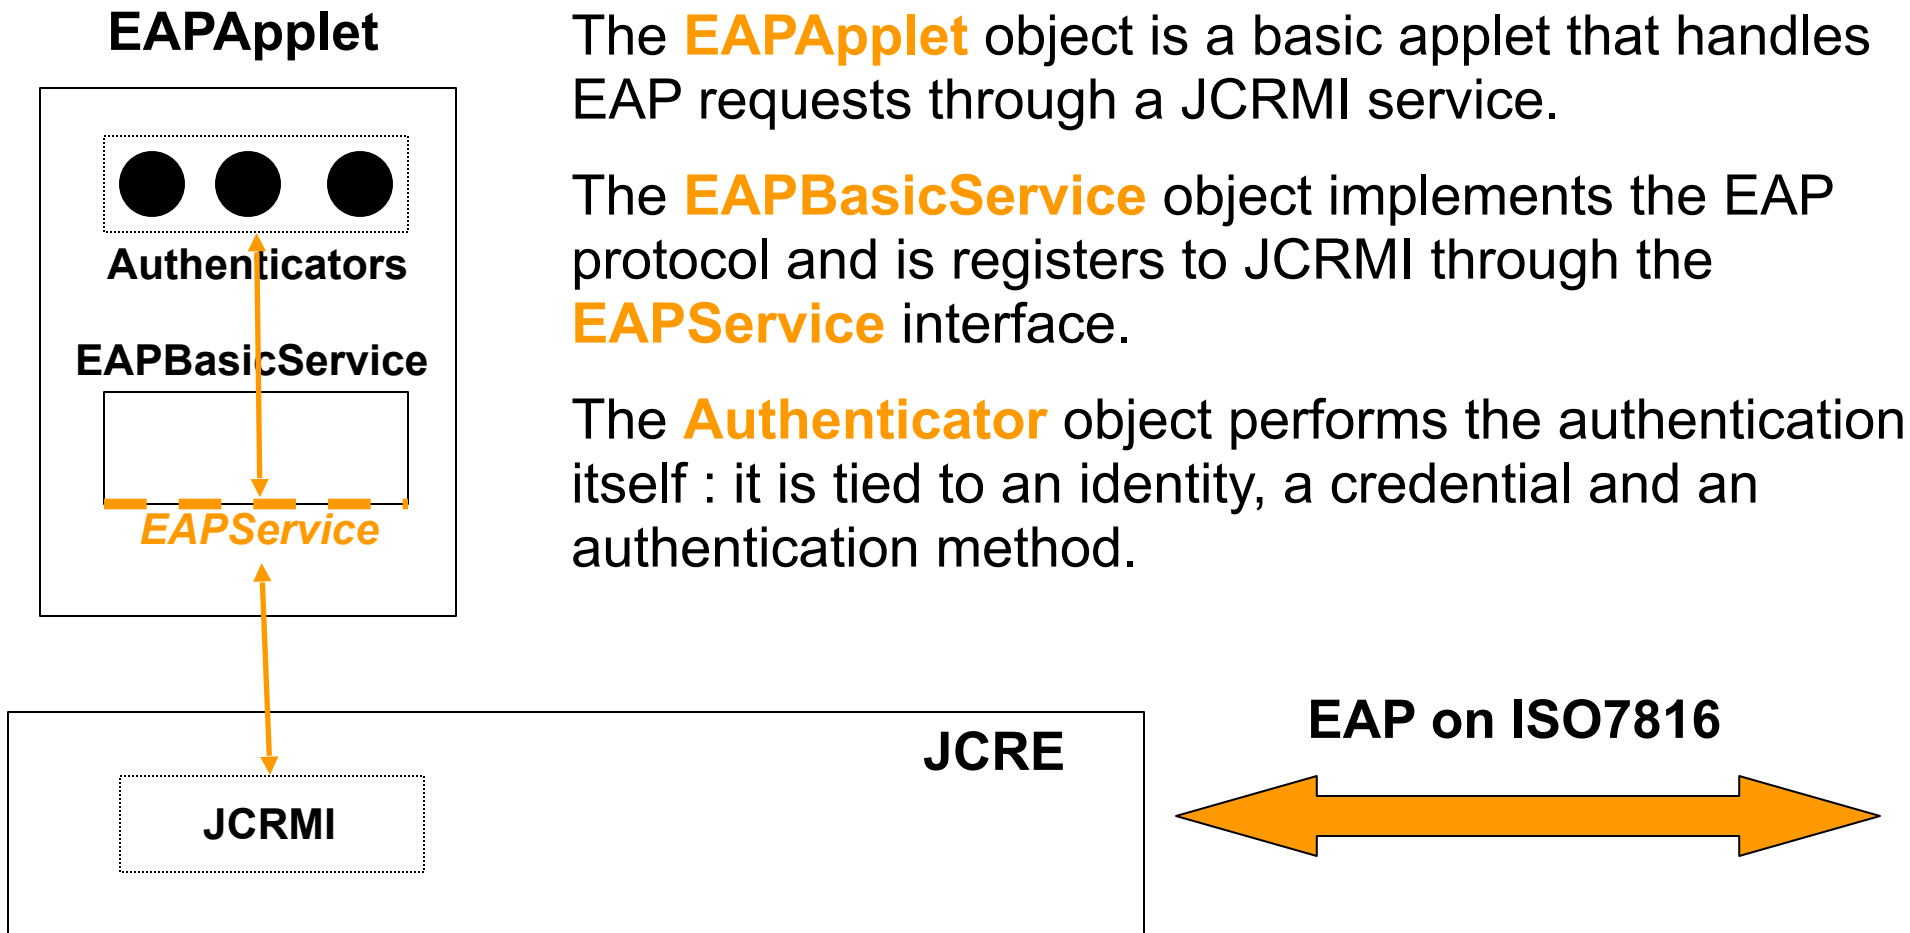 EAPApplet
Authenticators
EAPBasicService
EAPService
The EAPApplet object is a basic applet that handles
EAP requests through a JCRMI service.
The EAPBasicService object implements the EAP
protocol and is registers to JCRMI through the
EAPService interface.
The Authenticator object performs the authentication
itself : it is tied to an identity, a credential and an
authentication method.
JCRE
JCRMI
EAP on ISO7816